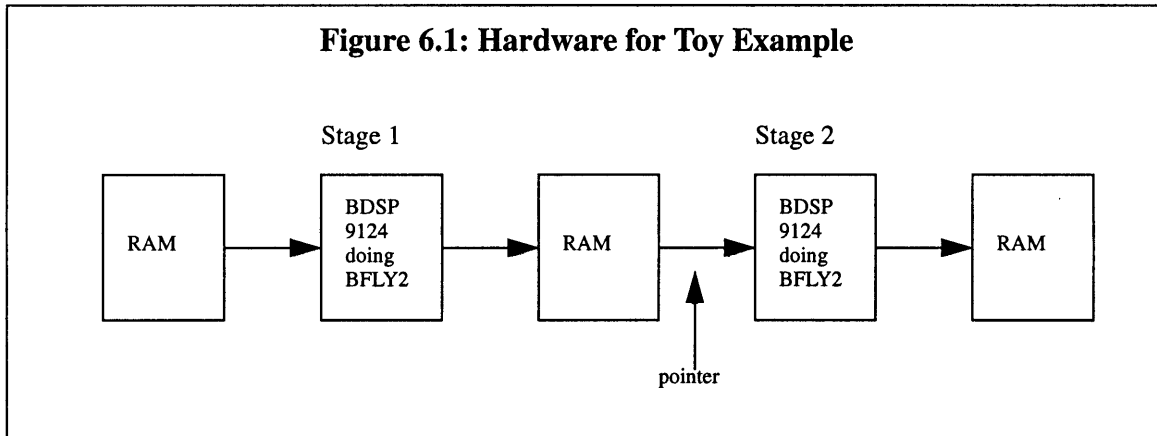 Figure 6.1: Hardware for Toy Example
Stage 1
Stage 2
RAM
BDSP
9124
doing
BFLY2
RAM
BDSP
9124
doing
BFLY2
RAM
pointer